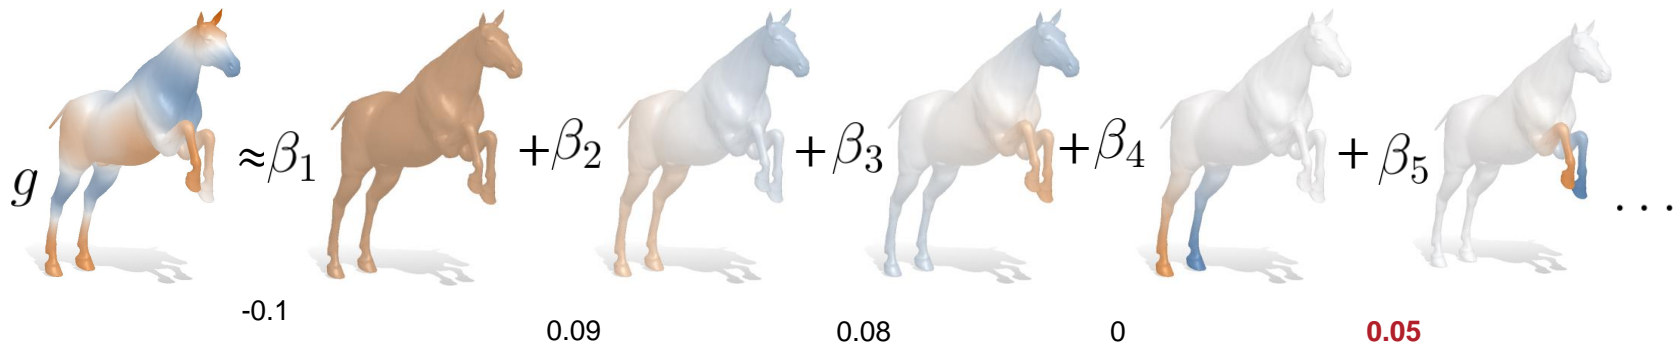 g ≈ β₁ + β₂ + β₃ + β₄ + β₅ ...
-0.1 0.09 0.08 0 0.05